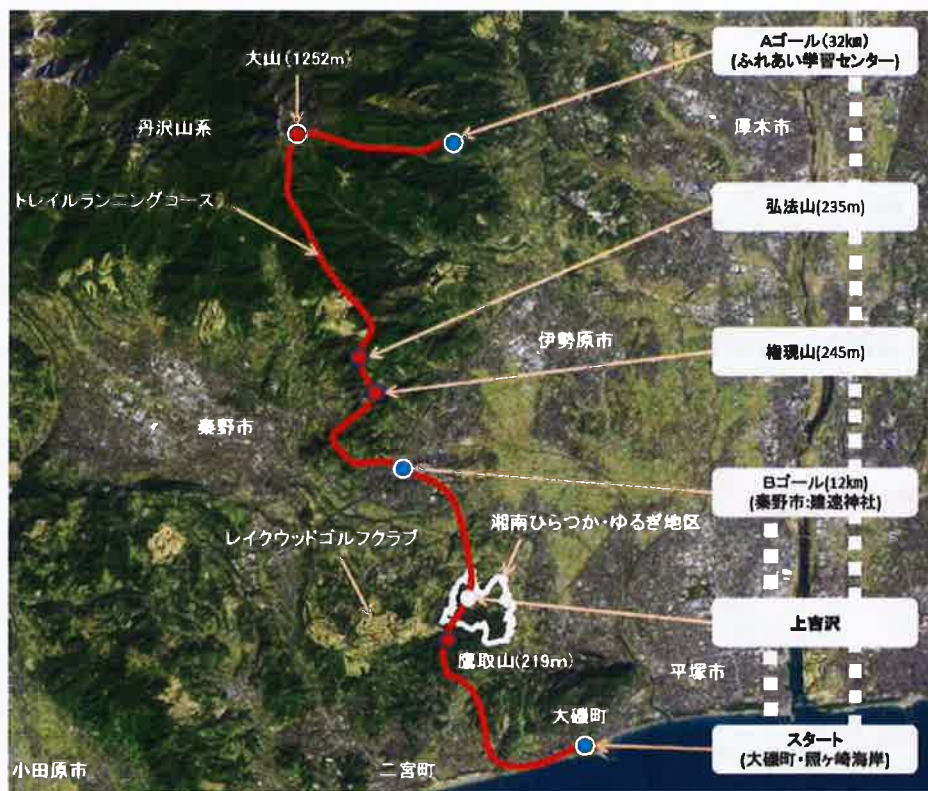 大山(1252m)
Aゴール(32km)
(ふれあい学習センター)
丹沢山系
厚木市
トレイルランニングコース
弘法山(235m)
伊勢原市
権現山(245m)
秦野市
Bゴール(12km)
(秦野市:建速神社)
湘南ひらつか・ゆるぎ地区
レイクウッドゴルフクラブ
上吉沢
鷹取山(219m)
平塚市
大磯町
スタート
(大磯町・照ヶ崎海岸)
小田原市
二宮町